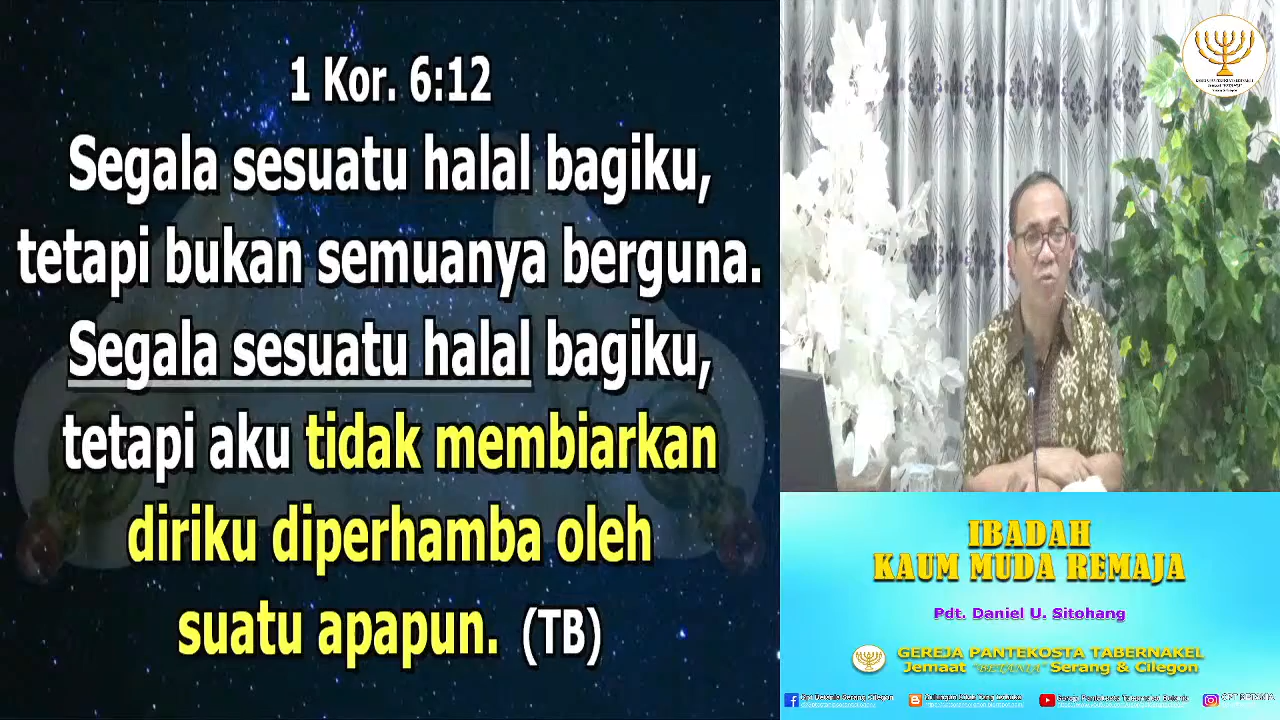 1 Kor. 6:12
Segala sesuatu halal bagiku,
tetapi bukan semuanya berguna.
Segala sesuatu halal bagiku,
tetapi aku tidak membiarkan
diriku diperhamba oleh
suatu apapun. (TB)
IBADAH
KAUM MUDA REMAJA
Pdt. Daniel U. Sitohang
GEREJA PANTEKOSTA TABERNAKEL
Jemaat "BETANIA" Serang & Cilegon